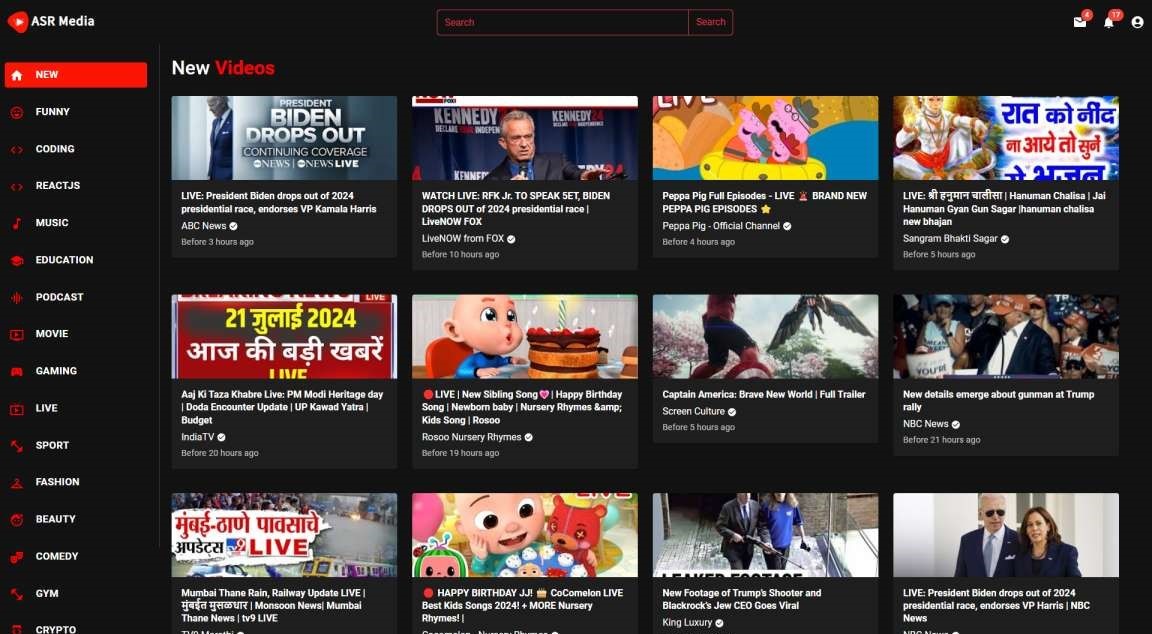 ASR Media
Search
Search
4
17
NEW
FUNNY
CODING
REACTJS
MUSIC
EDUCATION
PODCAST
MOVIE
GAMING
LIVE
SPORT
FASHION
BEAUTY
COMEDY
GYM
CRYPTO
New Videos
PRESIDENT
BIDEN
DROPS OUT
CONTINUING COVERAGE
abc NEWS | abc NEWS LIVE
LIVE: President Biden drops out of 2024
presidential race, endorses VP Kamala Harris
ABC News
Before 3 hours ago
FOX!
KENNEDY
DECLARE YOUR INDEPEN
KENNEDY24
WATCH LIVE: RFK Jr. TO SPEAK 5ET, BIDEN
DROPS OUT of 2024 presidential race |
LiveNOW FOX
LiveNOW from FOX
Before 10 hours ago
LIVE
Peppa Pig Full Episodes - LIVE 🚨 BRAND NEW
PEPPA PIG EPISODES ⭐
Peppa Pig - Official Channel
Before 4 hours ago
रात को नींद
ना आये तो सुनें
ये भजन
LIVE: श्री हनुमान चालीसा | Hanuman Chalisa | Jai
Hanuman Gyan Gun Sagar |hanuman chalisa
new bhajan
Sangram Bhakti Sagar
Before 5 hours ago
BREAKING NEWS
LIVE
21 जुलाई 2024
आज की बड़ी खबरें
LIVE
Aaj Ki Taza Khabre Live: PM Modi Heritage day
| Doda Encounter Update | UP Kawad Yatra |
Budget
IndiaTV
Before 20 hours ago
🔴 LIVE | New Sibling Song💗| Happy Birthday
Song | Newborn baby | Nursery Rhymes &amp;
Kids Song | Rosoo
Rosoo Nursery Rhymes
Before 19 hours ago
Captain America: Brave New World | Full Trailer
Screen Culture
Before 5 hours ago
YOU'RE
New details emerge about gunman at Trump
rally
NBC News
Before 21 hours ago
मुंबई-ठाणे पावसाचे
अपडेट्स LIVE
Mumbai Thane Rain, Railway Update LIVE |
मुंबईत मुसळधार | Monsoon News| Mumbai
Thane News | tv9 LIVE
TV9 Marathi
LIVE
🔴 HAPPY BIRTHDAY JJ! 🎂 CoComelon LIVE
Best Kids Songs 2024! + MORE Nursery
Rhymes! |
Cocomelon - Nursery Rhymes
LEAKED FOOTAGE
New Footage of Trump's Shooter and
Blackrock's Jew CEO Goes Viral
King Luxury
LIVE: President Biden drops out of 2024
presidential race, endorses VP Harris | NBC
News
NBC News